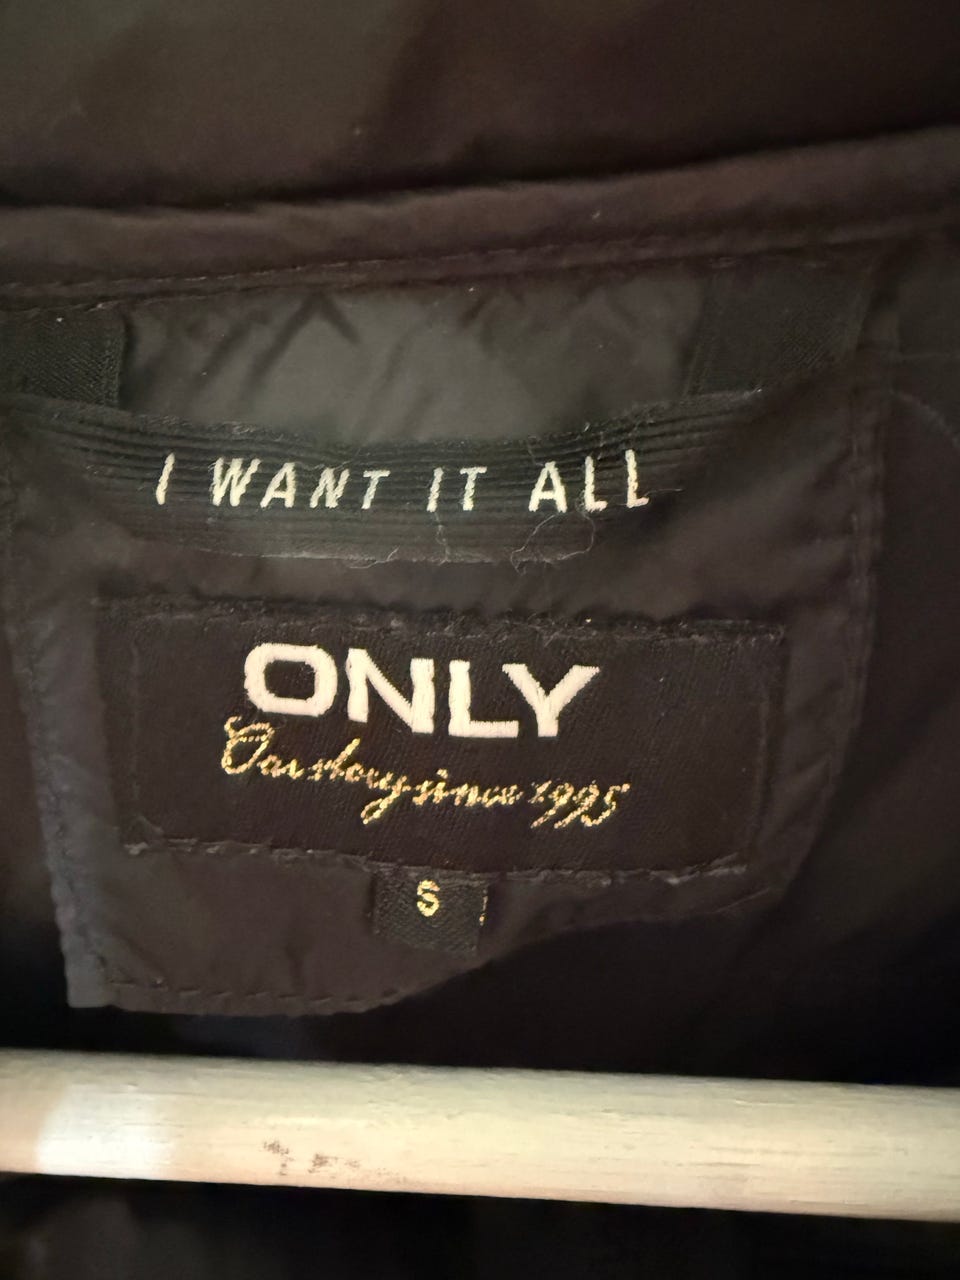 I WANT IT ALL
ONLY
Our story since 1995
S